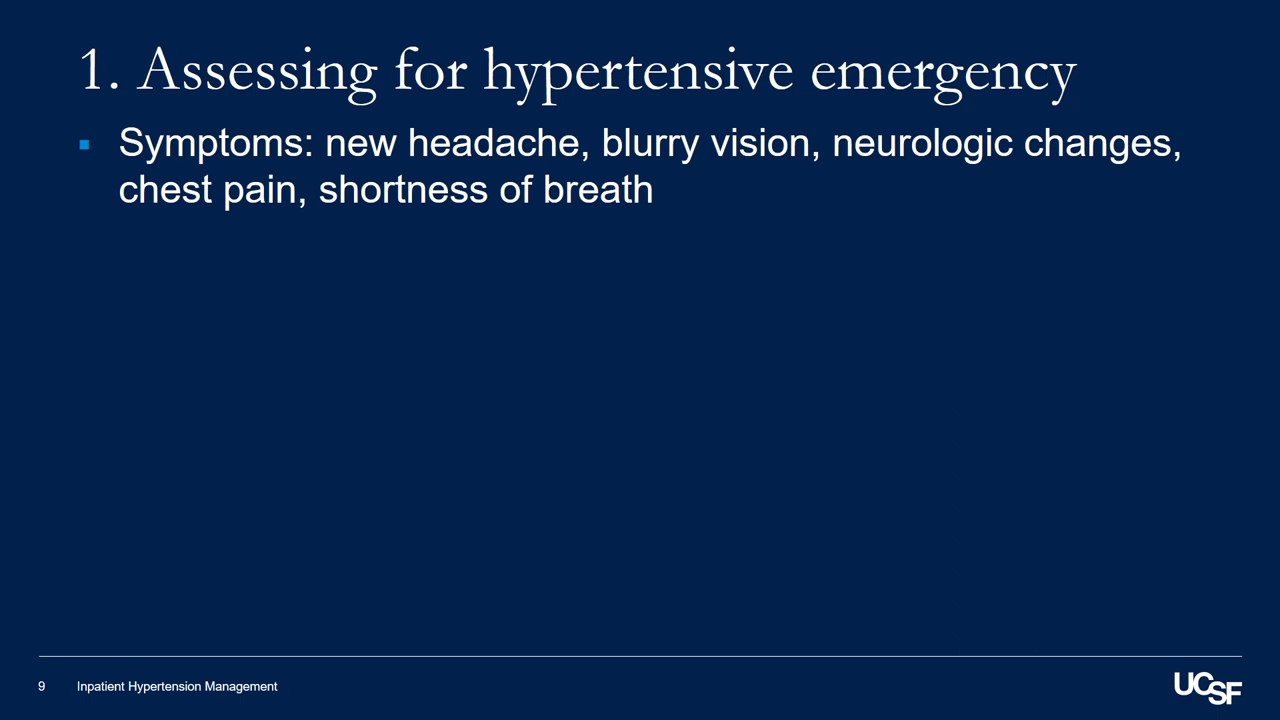 1. Assessing for hypertensive emergency
▪ Symptoms: new headache, blurry vision, neurologic changes,
chest pain, shortness of breath
9 Inpatient Hypertension Management
UCSF